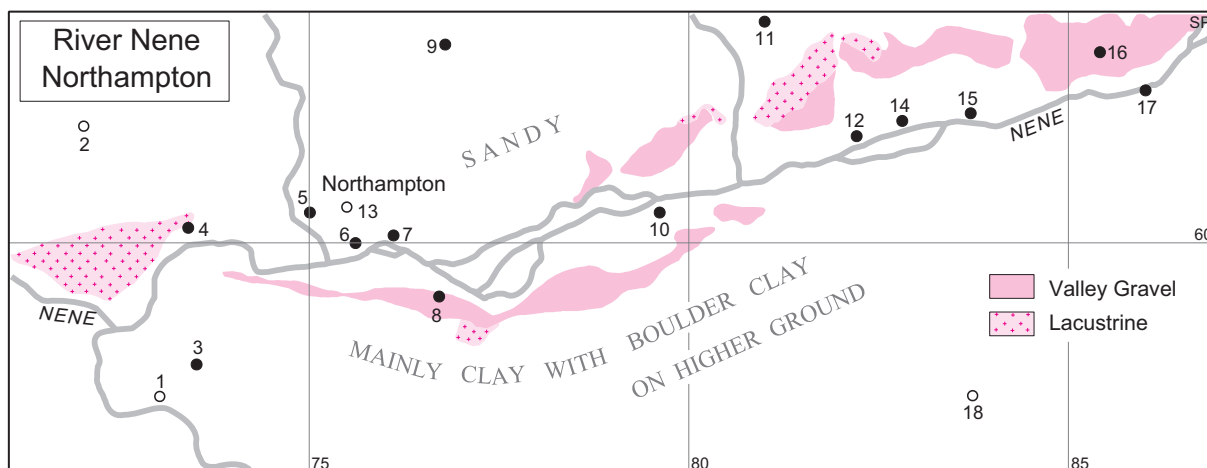 River Nene
Northampton
SP
9
11
16
2
12
14
15
17
NENE
SANDY
Northampton
5
13
6
7
4
10
60
NENE
8
Valley Gravel
Lacustrine
MAINLY CLAY WITH BOULDER CLAY
ON HIGHER GROUND
3
1
18
75
80
85